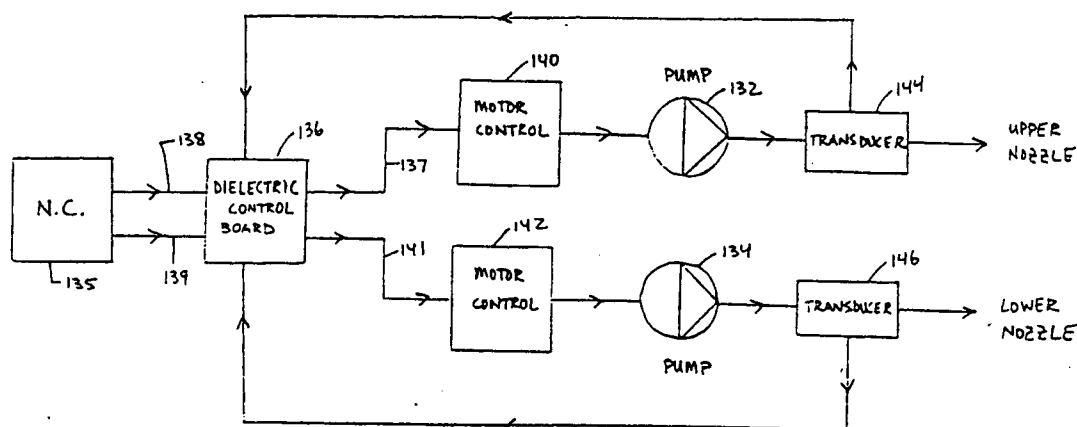 140
MOTOR
CONTROL
PUMP
132
144
TRANSDUCER
UPPER
NOZZLE
138
136
137
N.C.
DIELECTRIC
CONTROL
BOARD
135
139
141
142
MOTOR
CONTROL
134
PUMP
146
TRANSDUCER
LOWER
NOZZLE